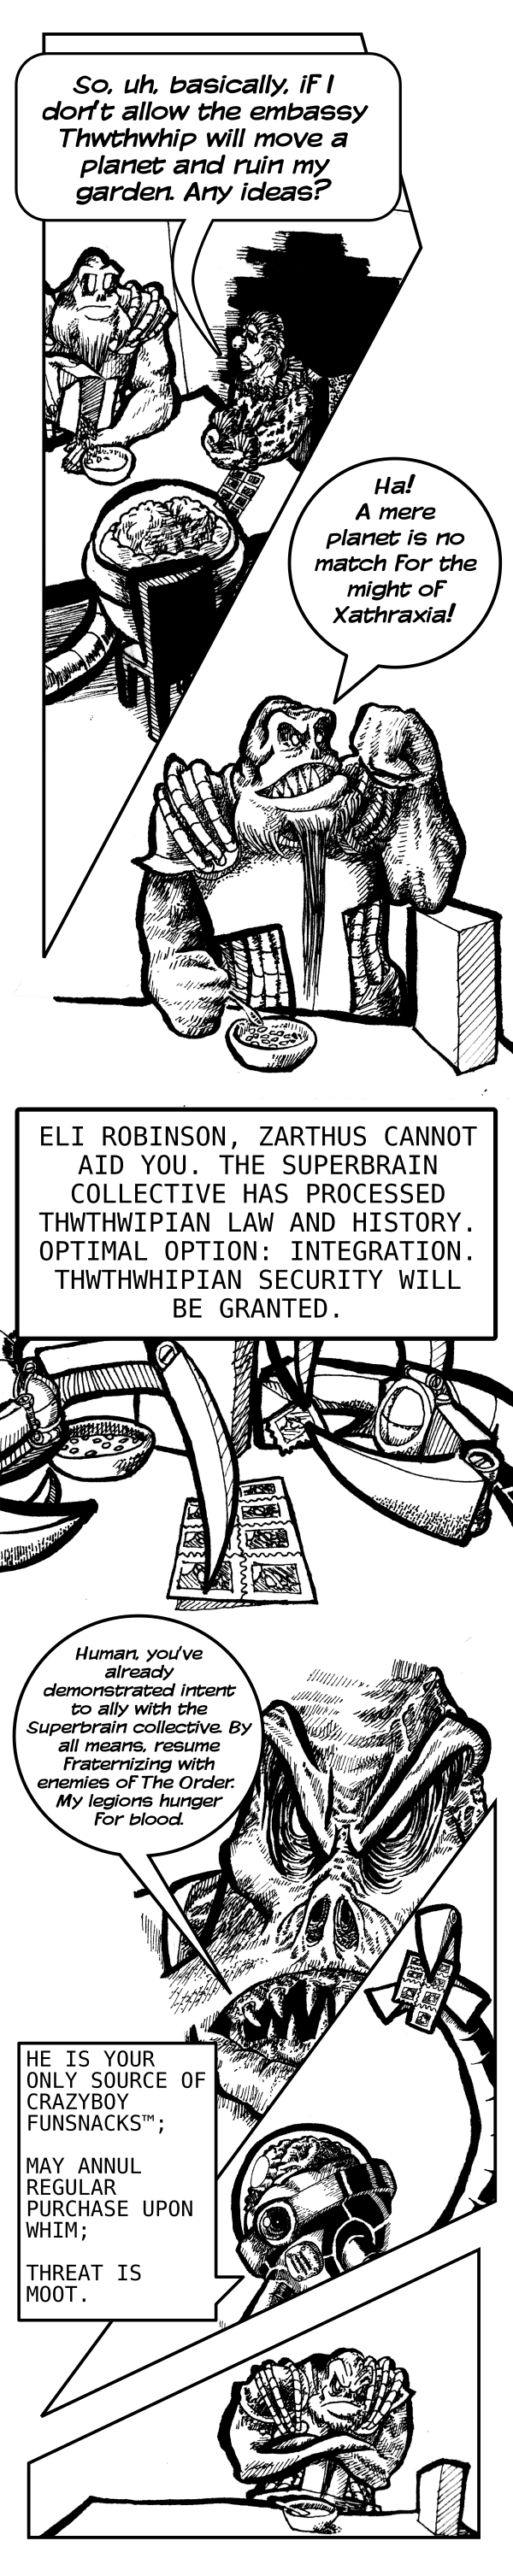 So, uh, basically, if I
don't allow the embassy
Thwthwhip will move a
planet and ruin my
garden. Any ideas?
Ha!
A mere
planet is no
match for the
might of
Xathraxia!
ELI ROBINSON, ZARTHUS CANNOT
AID YOU. THE SUPERBRAIN
COLLECTIVE HAS PROCESSED
THWTHWIPIAN LAW AND HISTORY.
OPTIMAL OPTION: INTEGRATION.
THWTHWHIPIAN SECURITY WILL
BE GRANTED.
Human, you've
already
demonstrated intent
to ally with the
Superbrain collective. By
all means, resume
fraternizing with
enemies of The Order.
My legions hunger
for blood.
HE IS YOUR
ONLY SOURCE OF
CRAZYBOY
FUNSNACKS™;
MAY ANNUL
REGULAR
PURCHASE UPON
WHIM;
THREAT IS
MOOT.